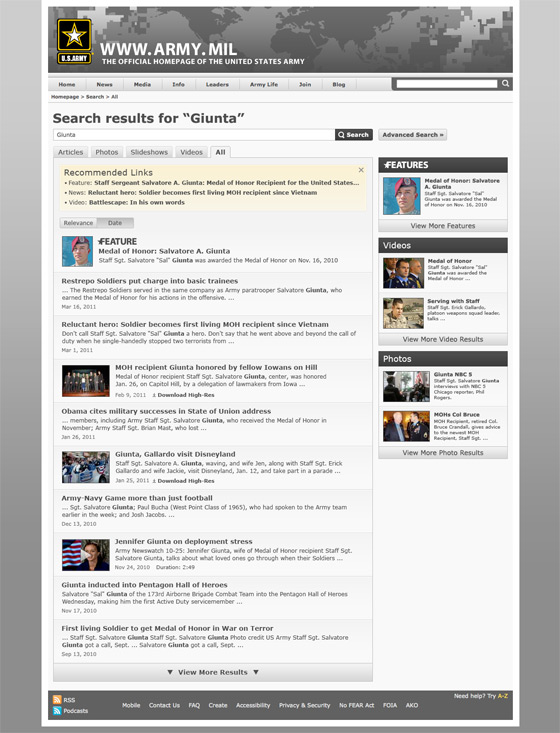 U.S.ARMY
WWW.ARMY.MIL
THE OFFICIAL HOMEPAGE OF THE UNITED STATES ARMY
Home News Media Info Leaders Army Life Join Blog
Homepage > Search > All
Search results for “Giunta”
Giunta Search Advanced Search »
Articles Photos Slideshows Videos All
Recommended Links
• Feature: Staff Sergeant Salvatore A. Giunta: Medal of Honor Recipient for the United States...
• News: Reluctant hero: Soldier becomes first living MOH recipient since Vietnam
• Video: Battlescape: In his own words
Relevance Date
FEATURE
Medal of Honor: Salvatore A. Giunta
Staff Sgt. Salvatore "Sal" Giunta was awarded the Medal of Honor on Nov. 16, 2010
Restrepo Soldiers put charge into basic trainees
... The Restrepo Soldiers served in the same company as Army paratrooper Salvatore Giunta, who
earned the Medal of Honor for his actions in the offensive. ...
Mar 16, 2011
Reluctant hero: Soldier becomes first living MOH recipient since Vietnam
Don't call Staff Sgt. Salvatore "Sal" Giunta a hero. Don't say that he went above and beyond the call of
duty when he single-handedly stopped two terrorists from ...
Mar 1, 2011
MOH recipient Giunta honored by fellow Iowans on Hill
Medal of Honor recipient Staff Sgt. Salvatore Giunta, center, was honored
Jan. 26, on Capitol Hill, by a delegation of lawmakers from Iowa ...
Feb 9, 2011 Download High-Res
Obama cites military successes in State of Union address
... members, including Army Staff Sgt. Salvatore Giunta, who received the Medal of Honor in
November; Army Staff Sgt. Brian Mast, who lost ...
Jan 26, 2011
Giunta, Gallardo visit Disneyland
Staff Sgt. Salvatore A. Giunta, waving, and wife Jen, along with Staff Sgt. Erick
Gallardo and wife Jackie, visit Disneyland, Jan. 12, and take part in a parade ...
Jan 25, 2011 Download High-Res
Army-Navy Game more than just football
... Sgt. Salvatore Giunta; Paul Bucha (West Point Class of 1965), who had spoken to the Army team
earlier in the week; and Josh Jacobs. ...
Dec 13, 2010
Jennifer Giunta on deployment stress
Army Newswatch 10-25: Jennifer Giunta, wife of Medal of Honor recipient Staff Sgt.
Salvatore Giunta, talks about what loved ones go through when their Soldiers ...
Nov 24, 2010 Duration: 2:49
Giunta inducted into Pentagon Hall of Heroes
Salvatore "Sal" Giunta of the 173rd Airborne Brigade Combat Team into the Pentagon Hall of Heroes
Wednesday, making him the first Active Duty servicemember ...
Nov 17, 2010
First living Soldier to get Medal of Honor in War on Terror
... Staff Sgt. Salvatore Giunta Staff Sgt. Salvatore Giunta Photo credit US Army Staff Sgt. Salvatore
Giunta got a call, Sept. ... Salvatore Giunta got a call, Sept. ...
Sep 13, 2010
▼ View More Results ▼
FEATURES
Medal of Honor: Salvatore
A. Giunta
Staff Sgt. Salvatore "Sal"
Giunta was awarded the Medal
of Honor on Nov. 16, 2010
View More Features
Videos
Medal of Honor
Staff Sgt. Salvatore "Sal"
Giunta was awarded the
Medal of Honor ...
Serving with Staff
Staff Sgt. Erick Gallardo,
platoon weapons squad leader,
talks ...
View More Video Results
Photos
Giunta NBC 5
Staff Sgt. Salvatore Giunta
interviews with NBC 5
Chicago reporter, Phil
Rogers.
MOHs Col Bruce
MOH Recipient, retired Col.
Bruce Crandall, gives advice
to the newest MOH
Recipient, Staff Sgt. ...
View More Photo Results
Need help? Try A-Z
RSS
Podcasts
Mobile Contact Us FAQ Create Accessibility Privacy & Security No FEAR Act FOIA AKO